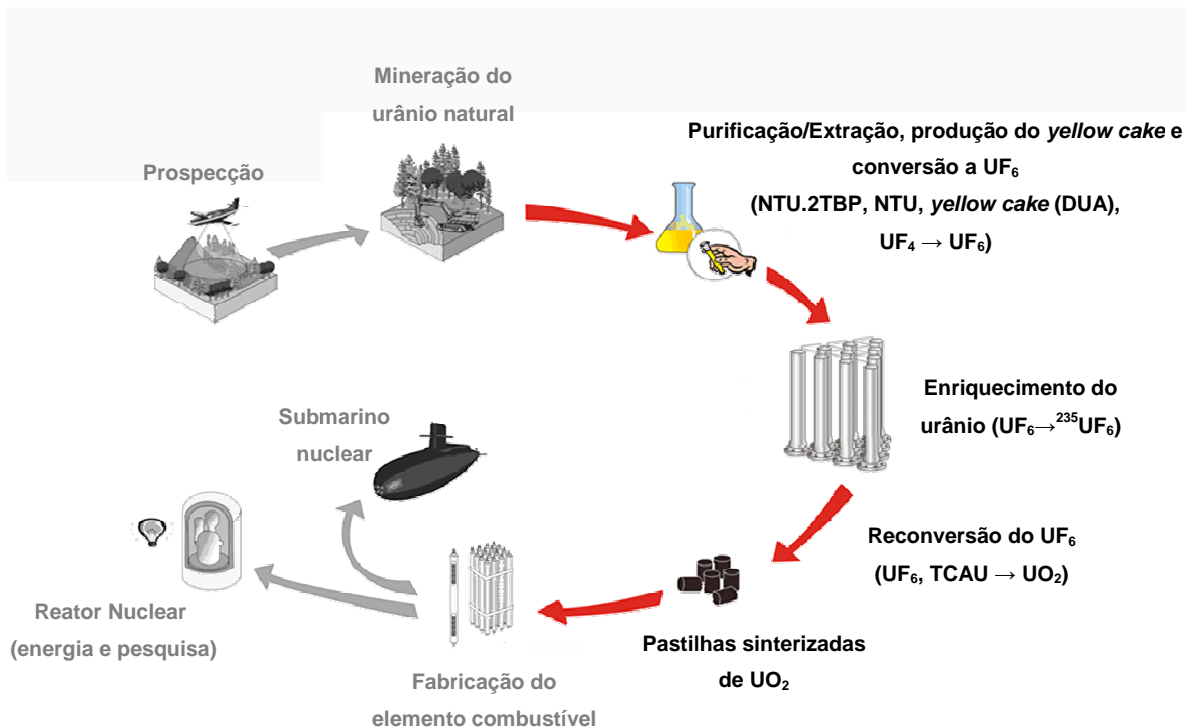 Prospecção
Mineração do
urânio natural
Purificação/Extração, produção do yellow cake e
conversão a UF₆
(NTU.2TBP, NTU, yellow cake (DUA),
UF₄ → UF₆)
Enriquecimento do
urânio (UF₆→²³⁵UF₆)
Reconversão do UF₆
(UF₆, TCAU → UO₂)
Pastilhas sinterizadas
de UO₂
Fabricação do
elemento combustível
Submarino
nuclear
Reator Nuclear
(energia e pesquisa)